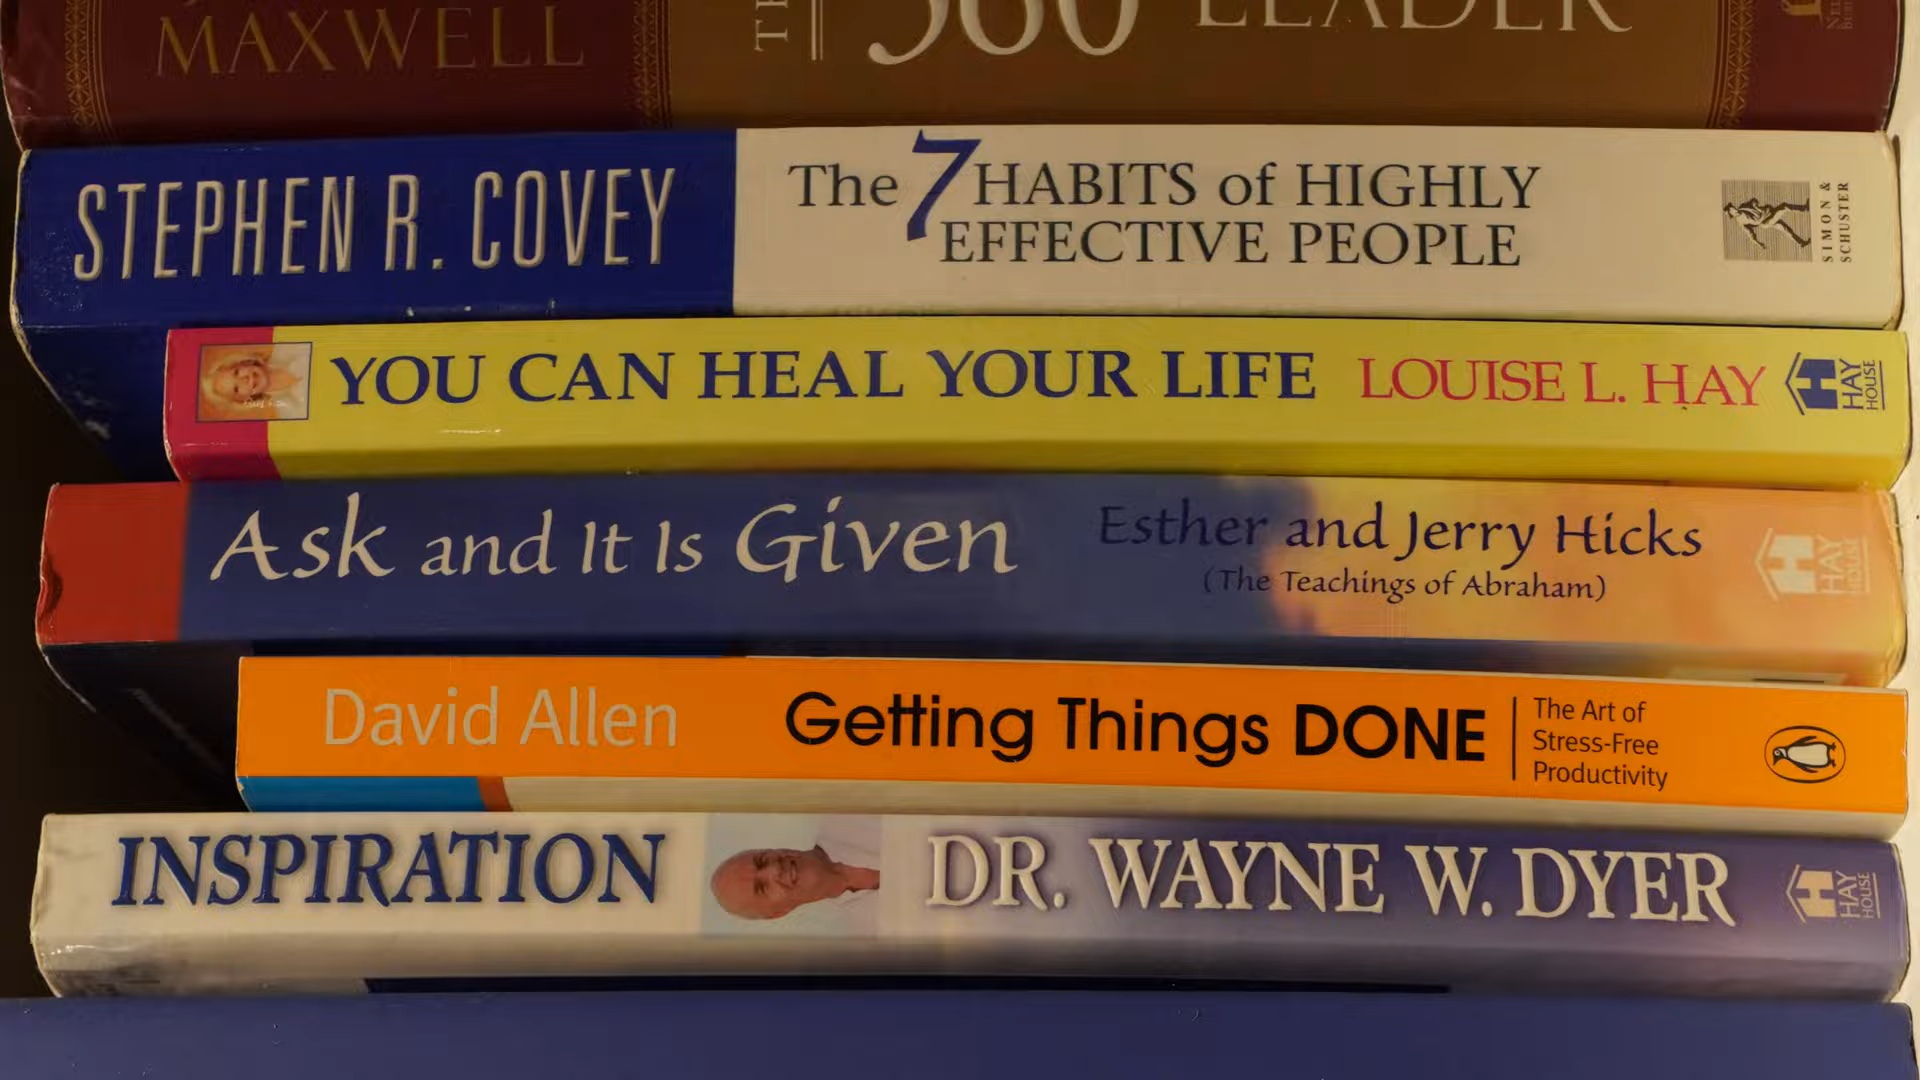 MAXWELL
360 LEADER
STEPHEN R. COVEY
The 7 HABITS of HIGHLY
EFFECTIVE PEOPLE
SIMON &
SCHUSTER
YOU CAN HEAL YOUR LIFE
LOUISE L. HAY
HAY
HOUSE
Ask and It Is Given
Esther and Jerry Hicks
(The Teachings of Abraham)
HAY
HOUSE
David Allen
Getting Things DONE
The Art of
Stress-Free
Productivity
INSPIRATION
DR. WAYNE W. DYER
HAY
HOUSE